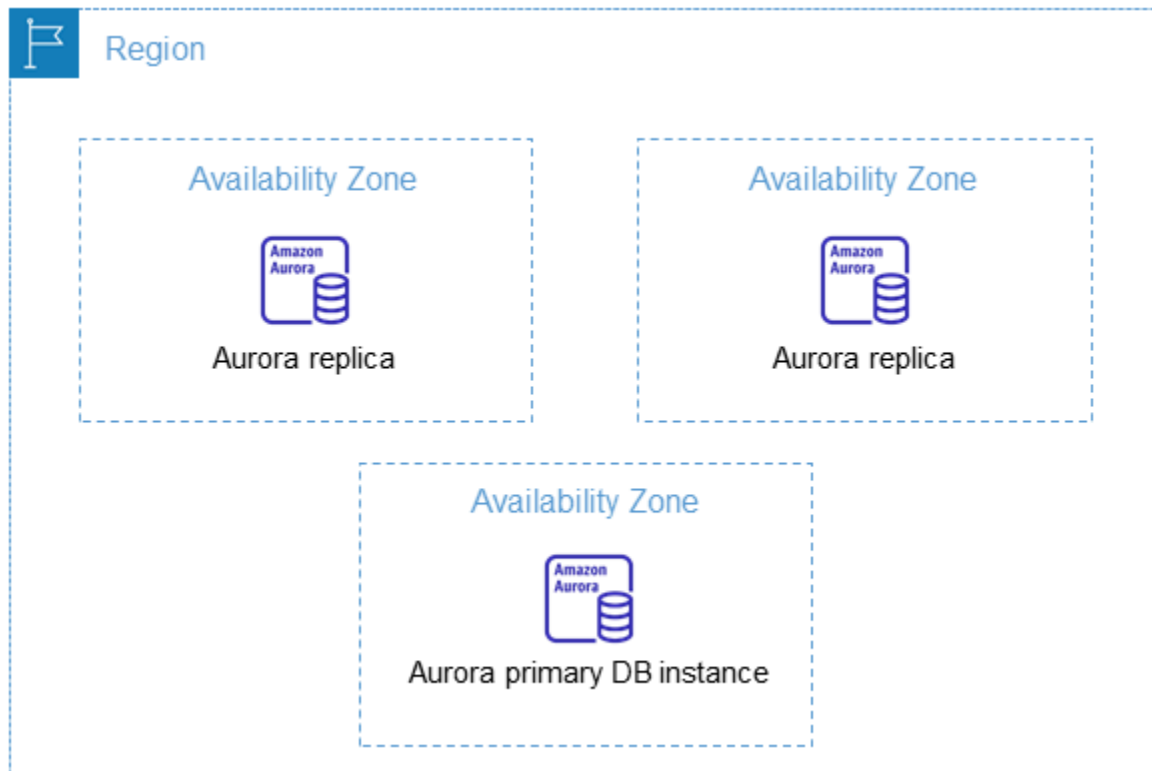 Region
Availability Zone
Amazon
Aurora
Aurora replica
Availability Zone
Amazon
Aurora
Aurora replica
Availability Zone
Amazon
Aurora
Aurora primary DB instance